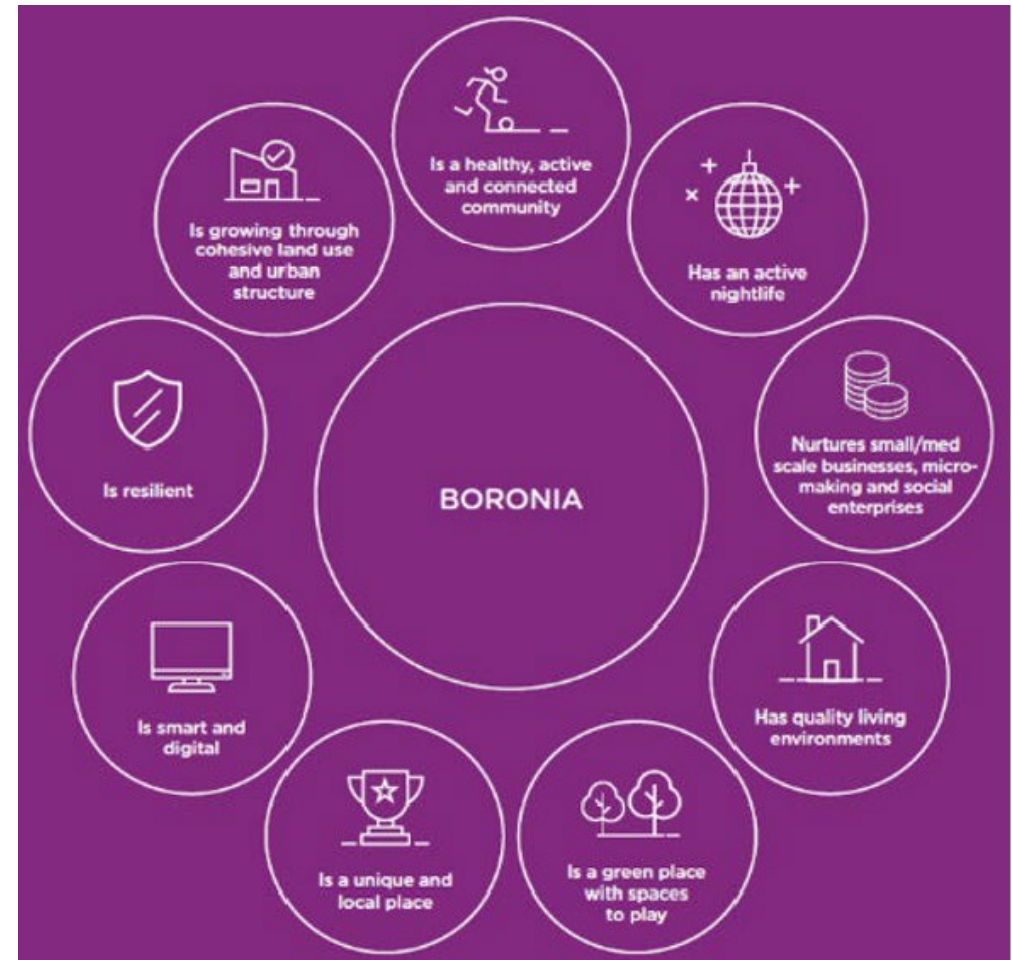 Is a healthy, active
and connected
community
Has an active
nightlife
Nurtures small/med
scale businesses, micro-
making and social
enterprises
Has quality living
environments
Is a green place
with spaces
to play
Is a unique and
local place
Is smart and
digital
Is resilient
Is growing through
cohesive land use
and urban
structure
BORONIA